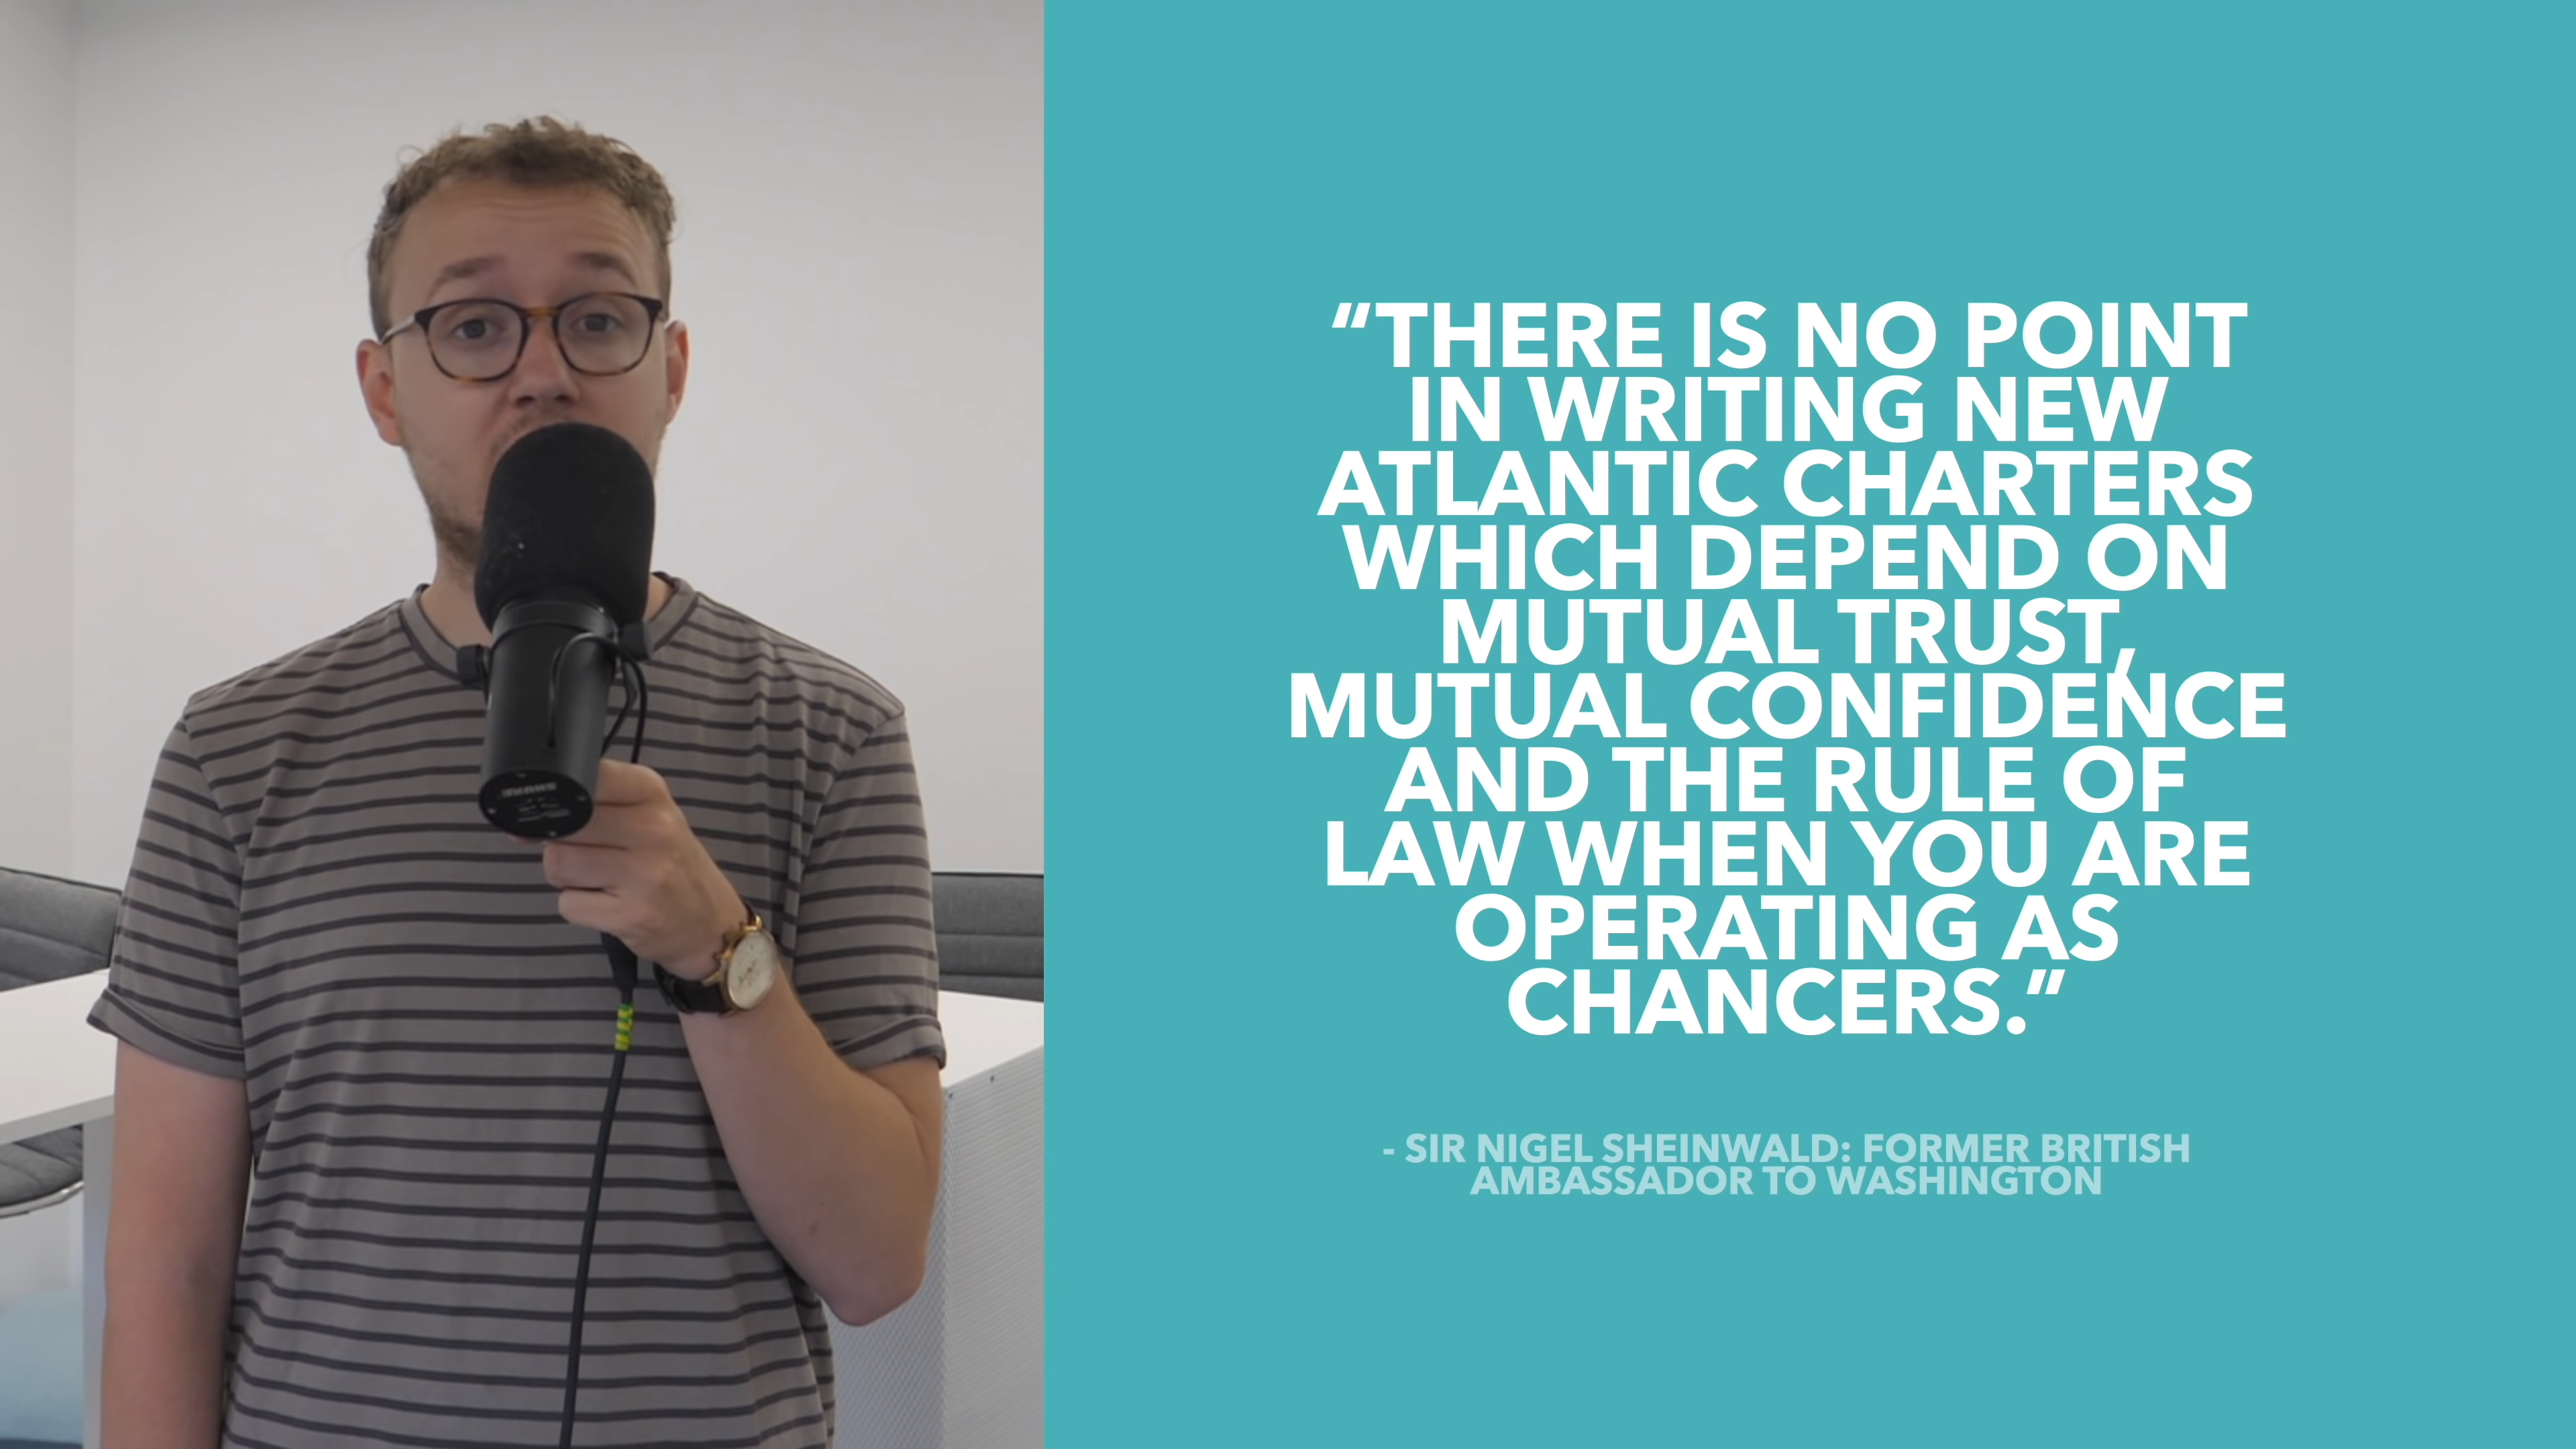 “THERE IS NO POINT
IN WRITING NEW
ATLANTIC CHARTERS
WHICH DEPEND ON
MUTUAL TRUST,
MUTUAL CONFIDENCE
AND THE RULE OF
LAW WHEN YOU ARE
OPERATING AS
CHANCERS.”
- SIR NIGEL SHEINWALD: FORMER BRITISH
AMBASSADOR TO WASHINGTON
SHURE